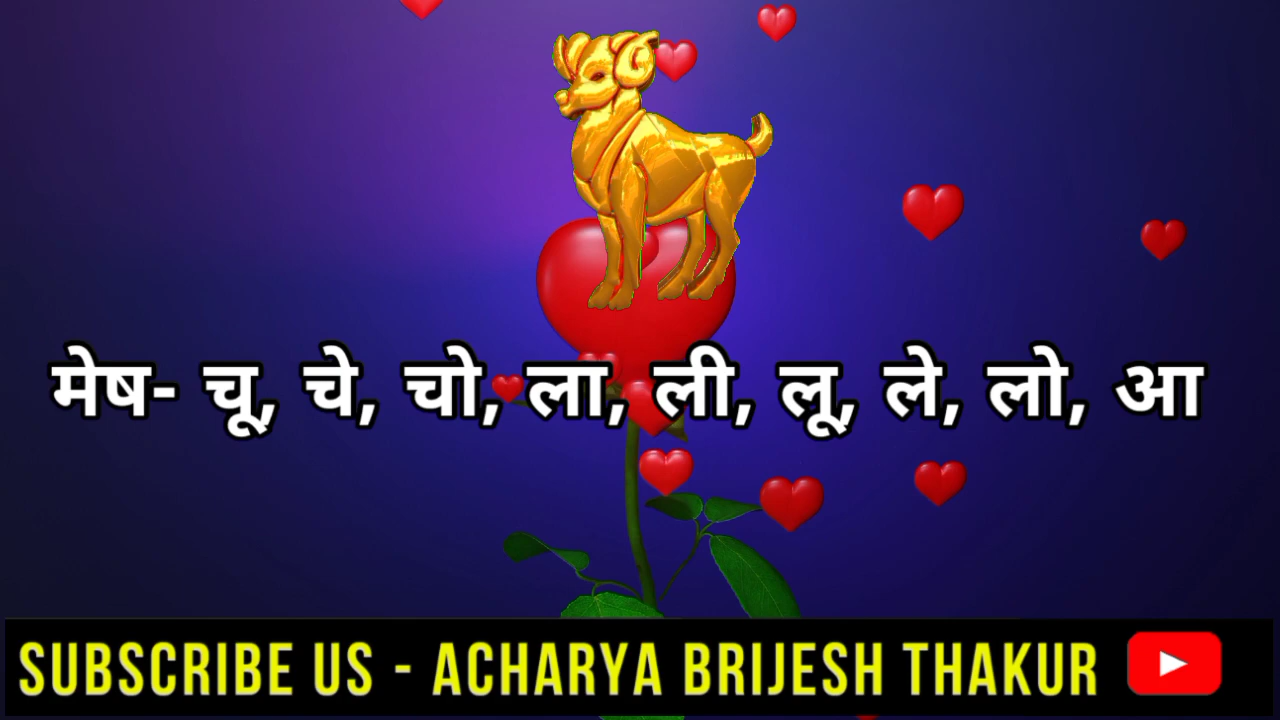 मेष- चू, चे, चो, ला, ली, लू, ले, लो, आ
SUBSCRIBE US - ACHARYA BRIJESH THAKUR